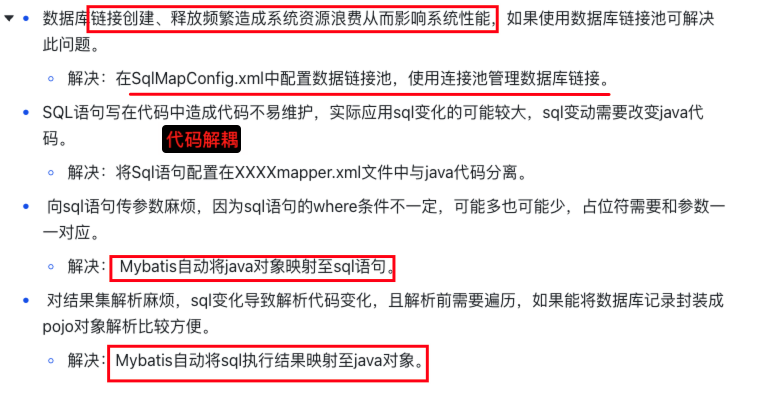 数据库链接创建、释放频繁造成系统资源浪费从而影响系统性能，如果使用数据库链接池可解决
此问题。
解决：在SqlMapConfig.xml中配置数据链接池，使用连接池管理数据库链接。
SQL语句写在代码中造成代码不易维护，实际应用sql变化的可能较大，sql变动需要改变java代
码。
代码解耦
解决：将Sql语句配置在XXXXmapper.xml文件中与java代码分离。
向sql语句传参数麻烦，因为sql语句的where条件不一定，可能多也可能少，占位符需要和参数一
一对应。
解决： Mybatis自动将java对象映射至sql语句。
对结果集解析麻烦，sql变化导致解析代码变化，且解析前需要遍历，如果能将数据库记录封装成
pojo对象解析比较方便。
解决： Mybatis自动将sql执行结果映射至java对象。